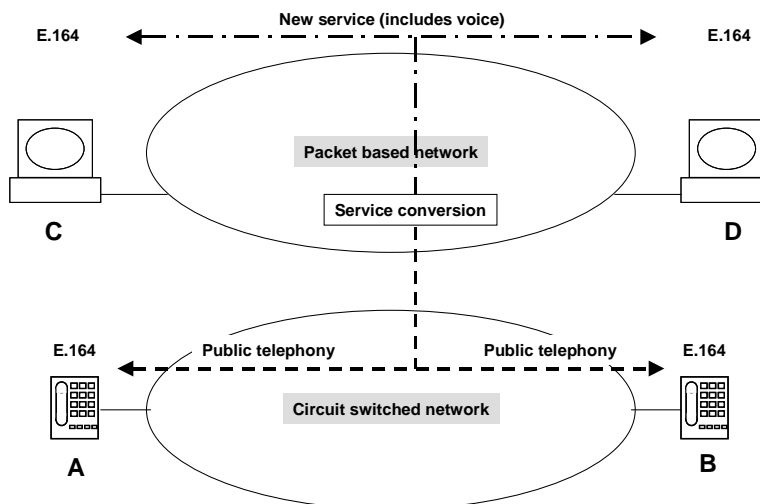 New service (includes voice)
E.164
E.164
Packet based network
Service conversion
C
D
E.164
Public telephony
Public telephony
E.164
Circuit switched network
A
B